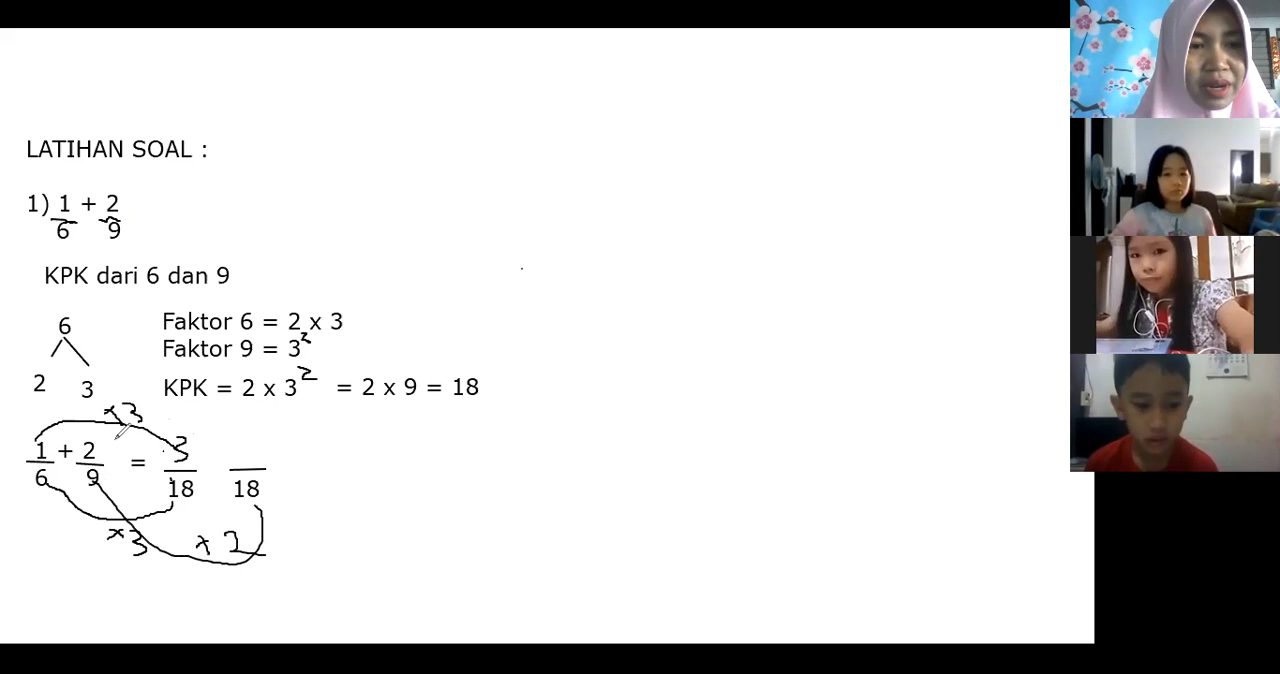 LATIHAN SOAL :
1) 1 + 2
6 9
KPK dari 6 dan 9
6
2 3
Faktor 6 = 2 x 3
Faktor 9 = 3²
KPK = 2 x 3² = 2 x 9 = 18
x3
1 + 2 = 3
6 9 18 18
x3 x2